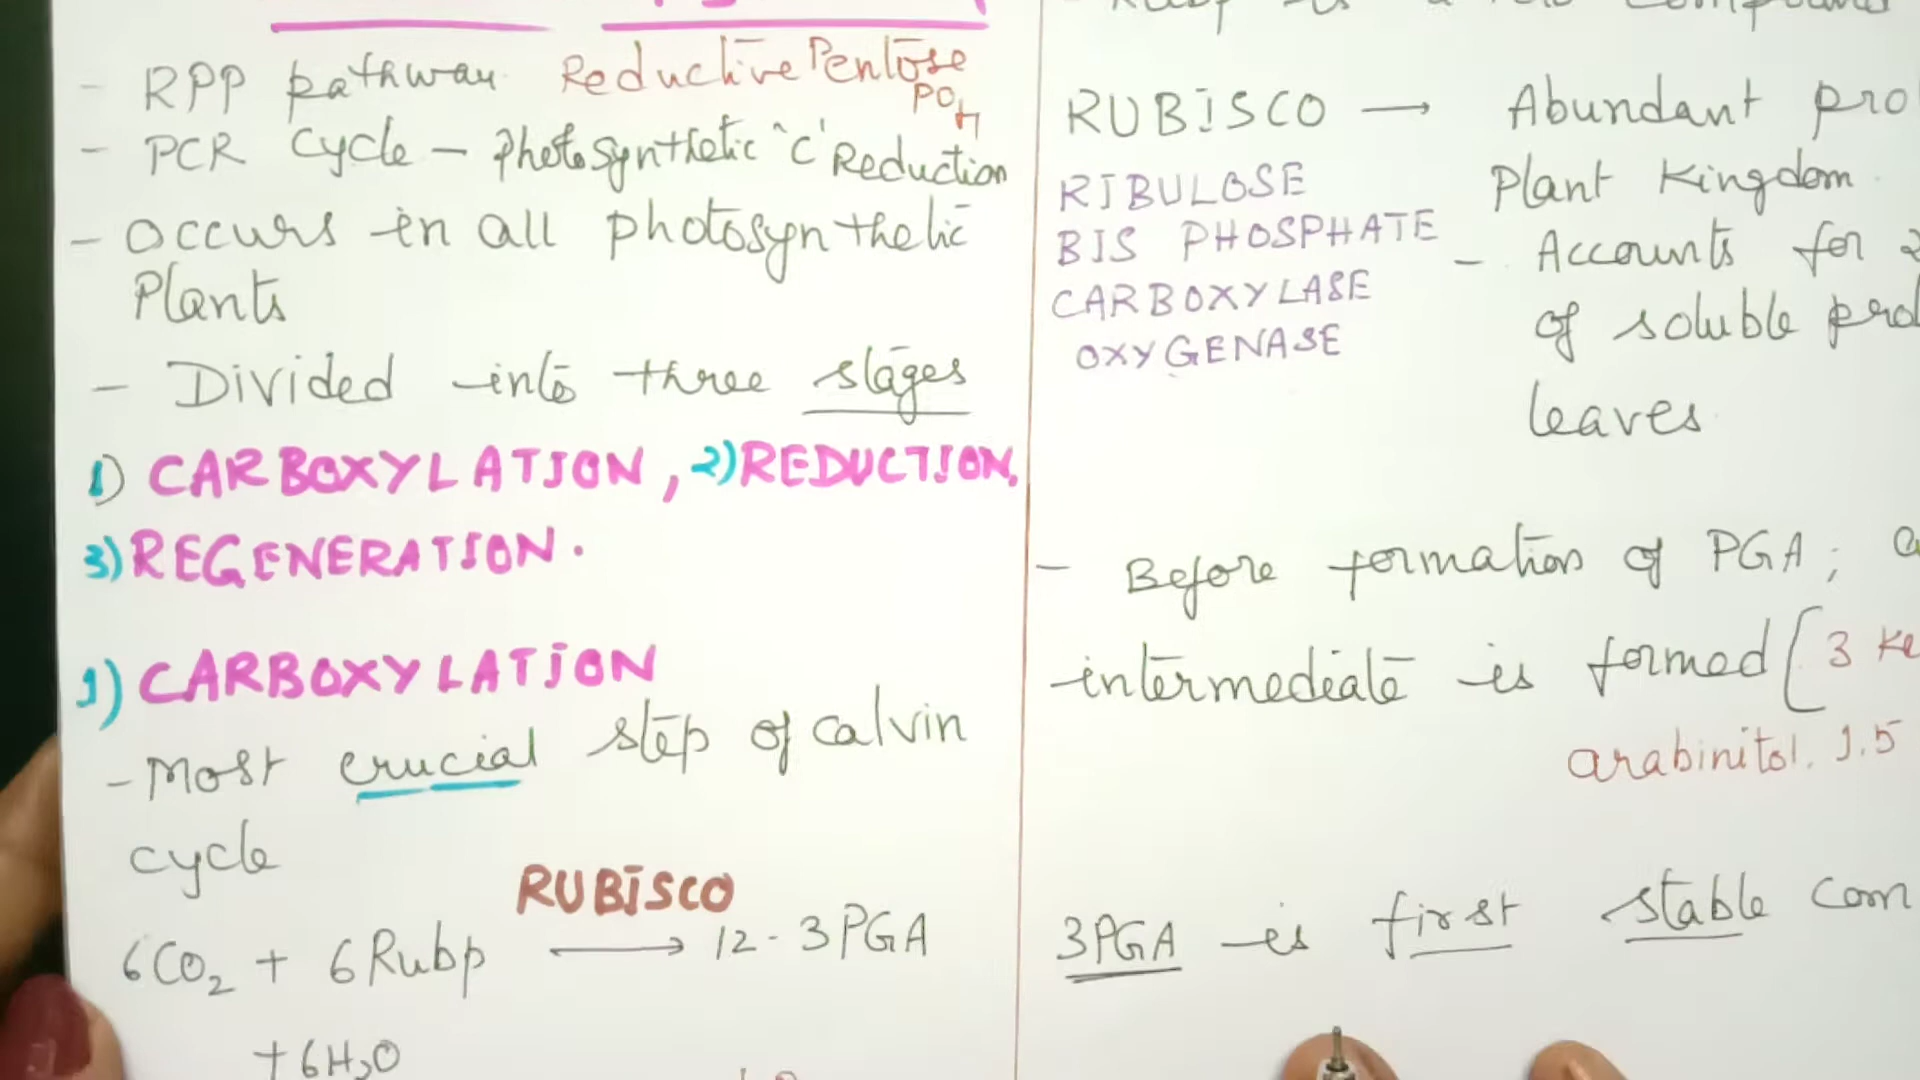 - RPP pathway Reductive Pentose
PO4
- PCR cycle - Photosynthetic `C' Reduction
- Occurs in all photosynthetic
Plants
- Divided into three stages
1) CARBOXYLATION, 2) REDUCTION,
3) REGENERATION.
1) CARBOXYLATION
- Most crucial step of calvin
cycle
RUBISCO
6CO2 + 6Rubp → 12 - 3PGA
+ 6H2O
is a
RUBISCO → Abundant
RIBULOSE
Plant Kingdom
BIS PHOSPHATE
- Accounts for
CARBOXYLASE
of soluble
OXYGENASE
leaves
- Before formation of PGA;
intermediate is formed ( 3
arabinitol. 1.5
3PGA is first stable